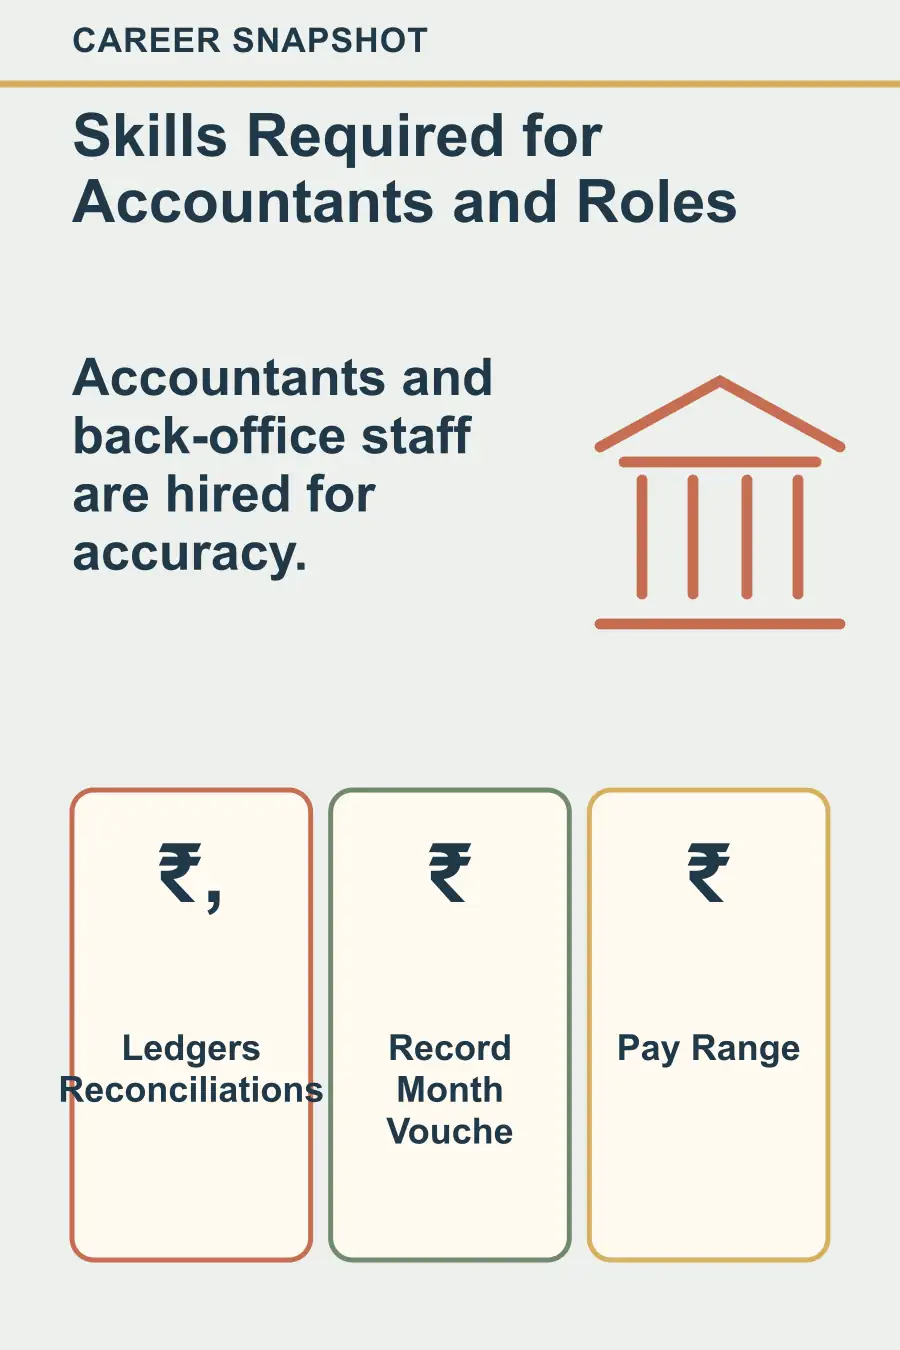 CAREER SNAPSHOT
Skills Required for
Accountants and Roles
Accountants and
back-office staff
are hired for
accuracy.
₹,
Ledgers
Reconciliations
₹
Record
Month
Vouche
₹
Pay Range